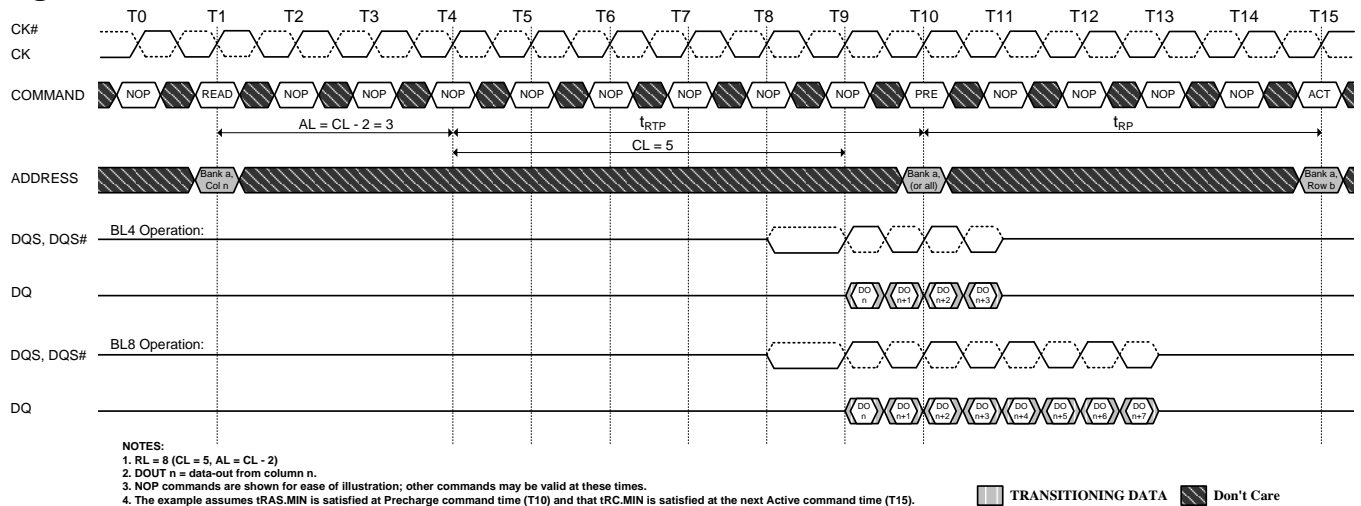 T0 T1 T2 T3 T4 T5 T6 T7 T8 T9 T10 T11 T12 T13 T14 T15
CK#
CK
COMMAND NOP READ NOP NOP NOP NOP NOP NOP NOP NOP PRE NOP NOP NOP NOP ACT
AL = CL - 2 = 3 tRTP tRP
CL = 5
ADDRESS Bank a, Col n Bank a, (or all) Bank a, Row b
BL4 Operation:
DQS, DQS#
DQ DO n DO n+1 DO n+2 DO n+3
BL8 Operation:
DQS, DQS#
DQ DO n DO n+1 DO n+2 DO n+3 DO n+4 DO n+5 DO n+6 DO n+7
NOTES:
1. RL = 8 (CL = 5, AL = CL - 2)
2. DOUT n = data-out from column n.
3. NOP commands are shown for ease of illustration; other commands may be valid at these times.
4. The example assumes tRAS.MIN is satisfied at Precharge command time (T10) and that tRC.MIN is satisfied at the next Active command time (T15).
TRANSITIONING DATA Don't Care